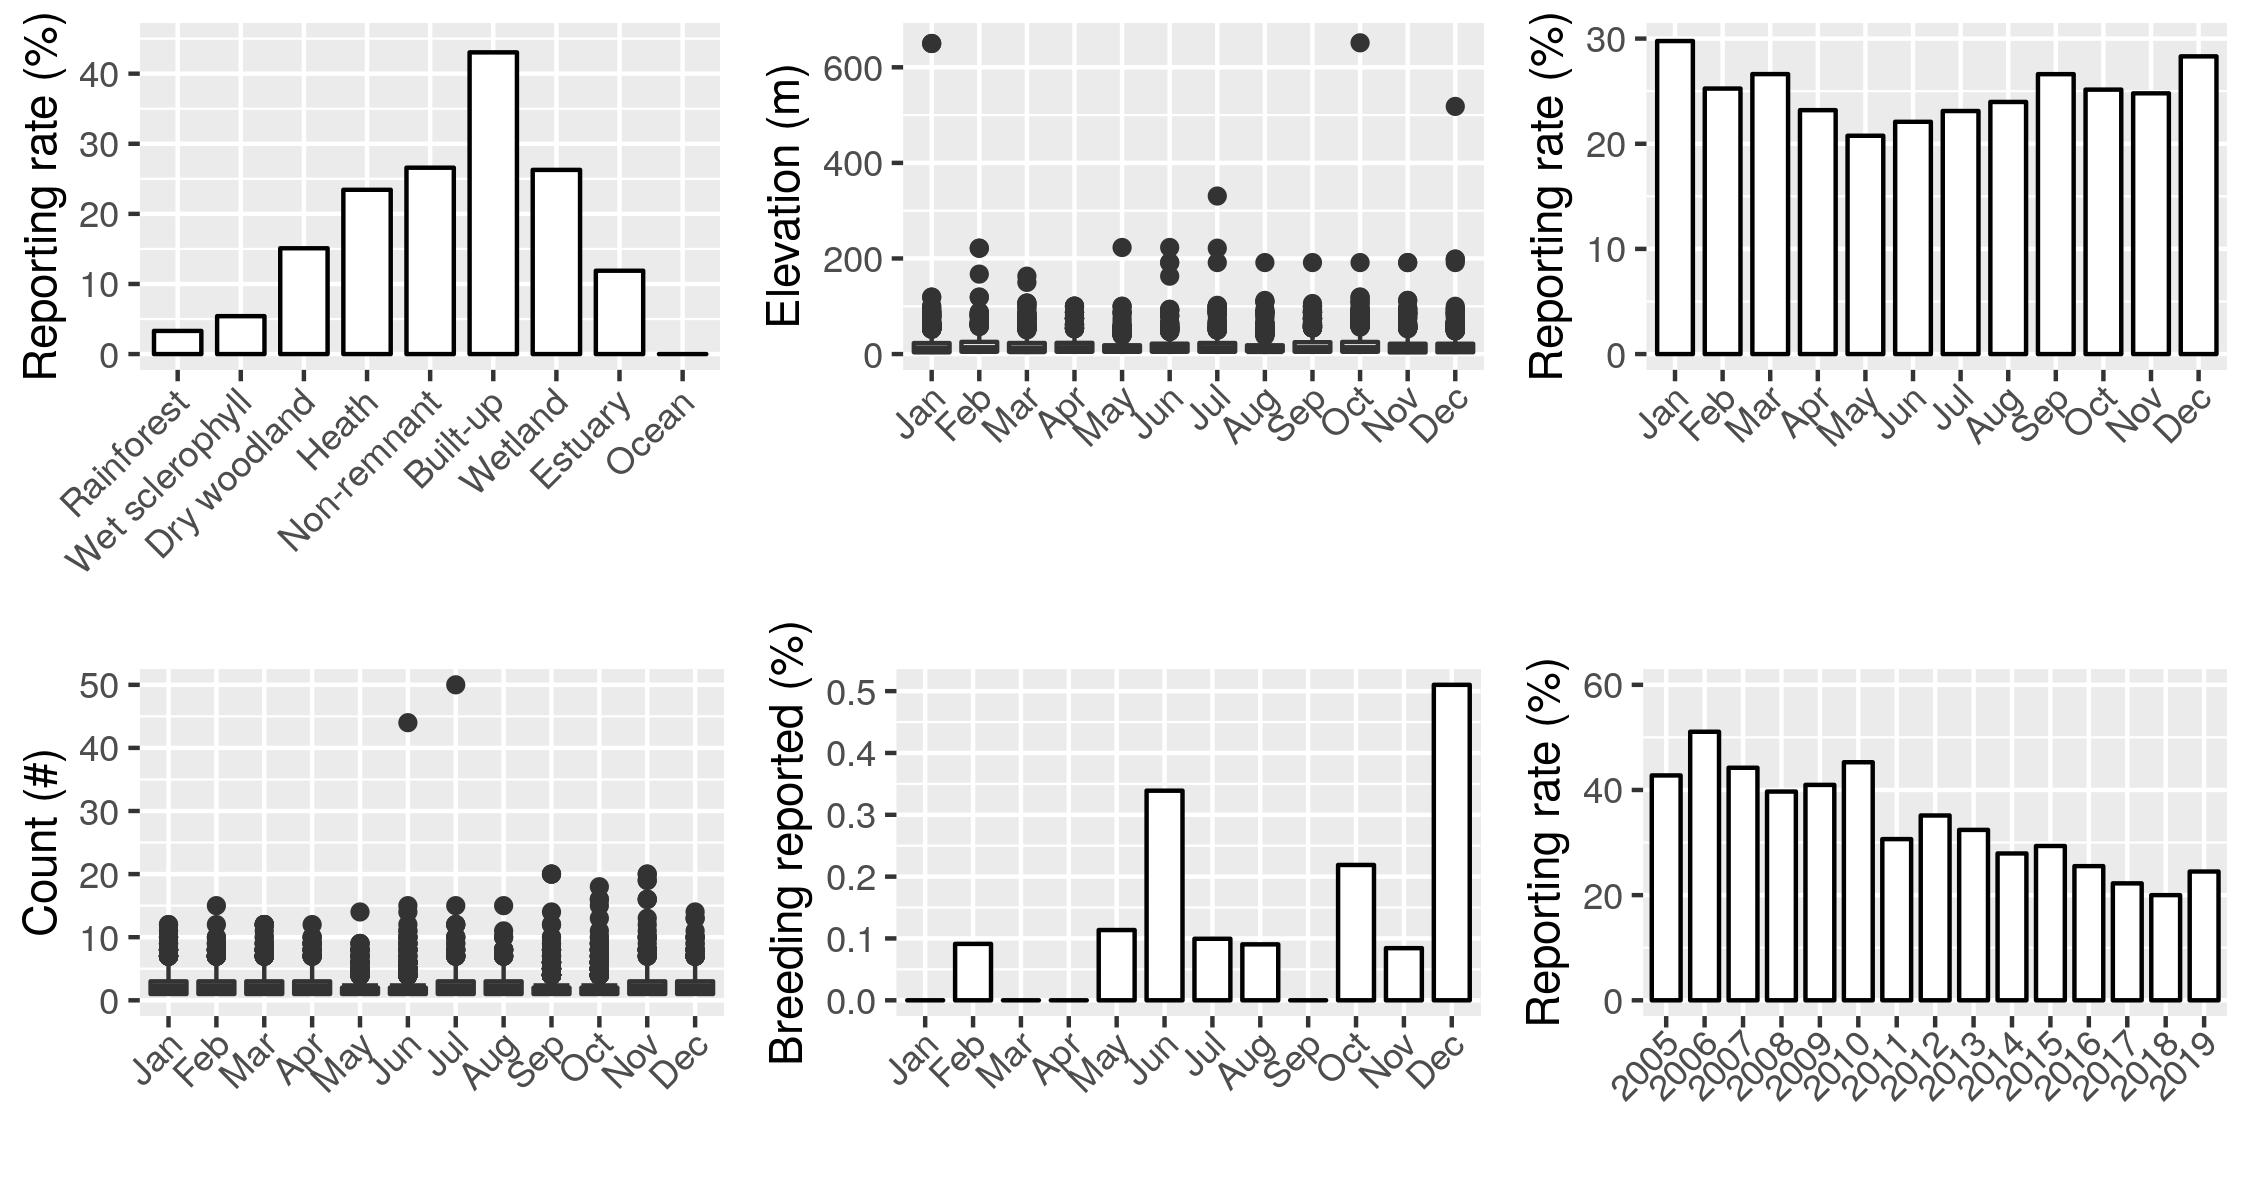 Reporting rate (%)
40
30
20
10
0
Rainforest
Wet sclerophyll
Dry woodland
Heath
Non-remnant
Built-up
Wetland
Estuary
Ocean
Elevation (m)
600
400
200
0
Jan
Feb
Mar
Apr
May
Jun
Jul
Aug
Sep
Oct
Nov
Dec
Reporting rate (%)
30
20
10
0
Jan
Feb
Mar
Apr
May
Jun
Jul
Aug
Sep
Oct
Nov
Dec
Count (#)
50
40
30
20
10
0
Jan
Feb
Mar
Apr
May
Jun
Jul
Aug
Sep
Oct
Nov
Dec
Breeding reported (%)
0.5
0.4
0.3
0.2
0.1
0.0
Jan
Feb
Mar
Apr
May
Jun
Jul
Aug
Sep
Oct
Nov
Dec
Reporting rate (%)
60
40
20
0
2005
2006
2007
2008
2009
2010
2011
2012
2013
2014
2015
2016
2017
2018
2019